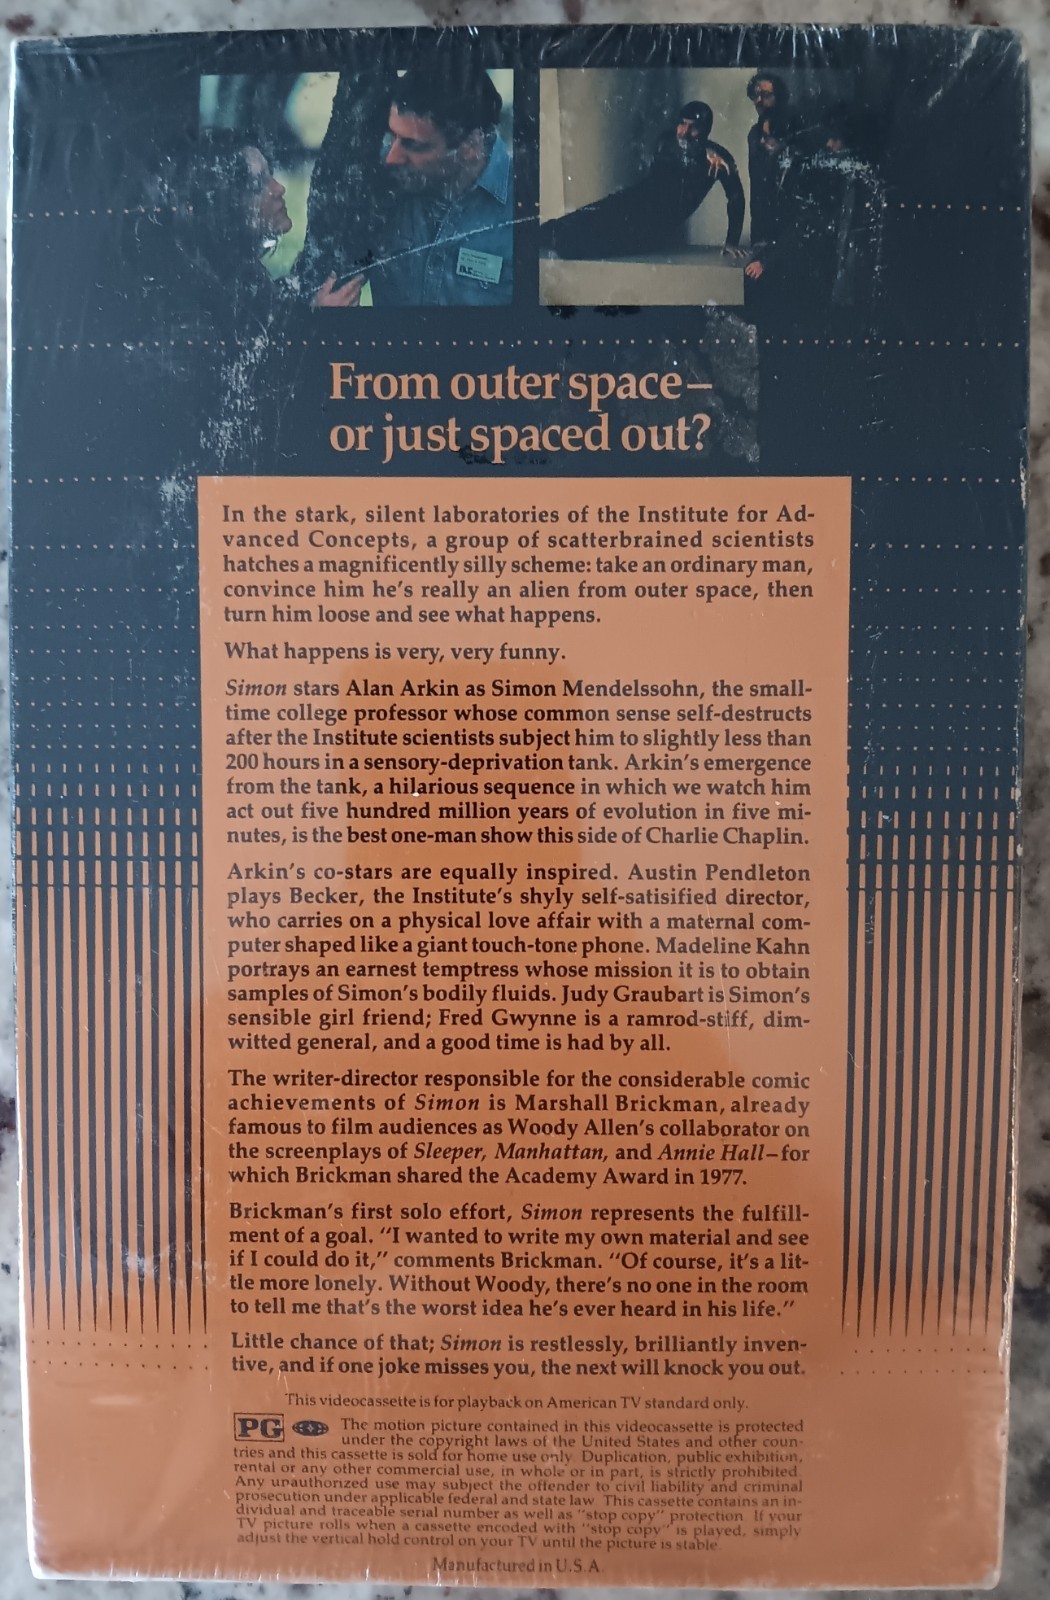 From outer space–
or just spaced out?
In the stark, silent laboratories of the Institute for Ad-
vanced Concepts, a group of scatterbrained scientists
hatches a magnificently silly scheme: take an ordinary man,
convince him he's really an alien from outer space, then
turn him loose and see what happens.
What happens is very, very funny.
Simon stars Alan Arkin as Simon Mendelssohn, the small-
time college professor whose common sense self-destructs
after the Institute scientists subject him to slightly less than
200 hours in a sensory-deprivation tank. Arkin's emergence
from the tank, a hilarious sequence in which we watch him
act out five hundred million years of evolution in five mi-
nutes, is the best one-man show this side of Charlie Chaplin.
Arkin's co-stars are equally inspired. Austin Pendleton
plays Becker, the Institute's shyly self-satisified director,
who carries on a physical love affair with a maternal com-
puter shaped like a giant touch-tone phone. Madeline Kahn
portrays an earnest temptress whose mission it is to obtain
samples of Simon's bodily fluids. Judy Graubart is Simon's
sensible girl friend; Fred Gwynne is a ramrod-stiff, dim-
witted general, and a good time is had by all.
The writer-director responsible for the considerable comic
achievements of Simon is Marshall Brickman, already
famous to film audiences as Woody Allen's collaborator on
the screenplays of Sleeper, Manhattan, and Annie Hall–for
which Brickman shared the Academy Award in 1977.
Brickman's first solo effort, Simon represents the fulfill-
ment of a goal. "I wanted to write my own material and see
if I could do it," comments Brickman. "Of course, it's a lit-
tle more lonely. Without Woody, there's no one in the room
to tell me that's the worst idea he's ever heard in his life."
Little chance of that; Simon is restlessly, brilliantly inven-
tive, and if one joke misses you, the next will knock you out.
This videocassette is for playback on American TV standard only.
PG The motion picture contained in this videocassette is protected
under the copyright laws of the United States and other coun-
tries and this cassette is sold for home use only. Duplication, public exhibition,
rental or any other commercial use, in whole or in part, is strictly prohibited.
Any unauthorized use may subject the offender to civil liability and criminal
prosecution under applicable federal and state law. This cassette contains an in-
dividual and traceable serial number as well as "stop copy" protection. If your
TV picture rolls when a cassette encoded with "stop copy" is played, simply
adjust the vertical hold control on your TV until the picture is stable.
Manufactured in U.S.A.